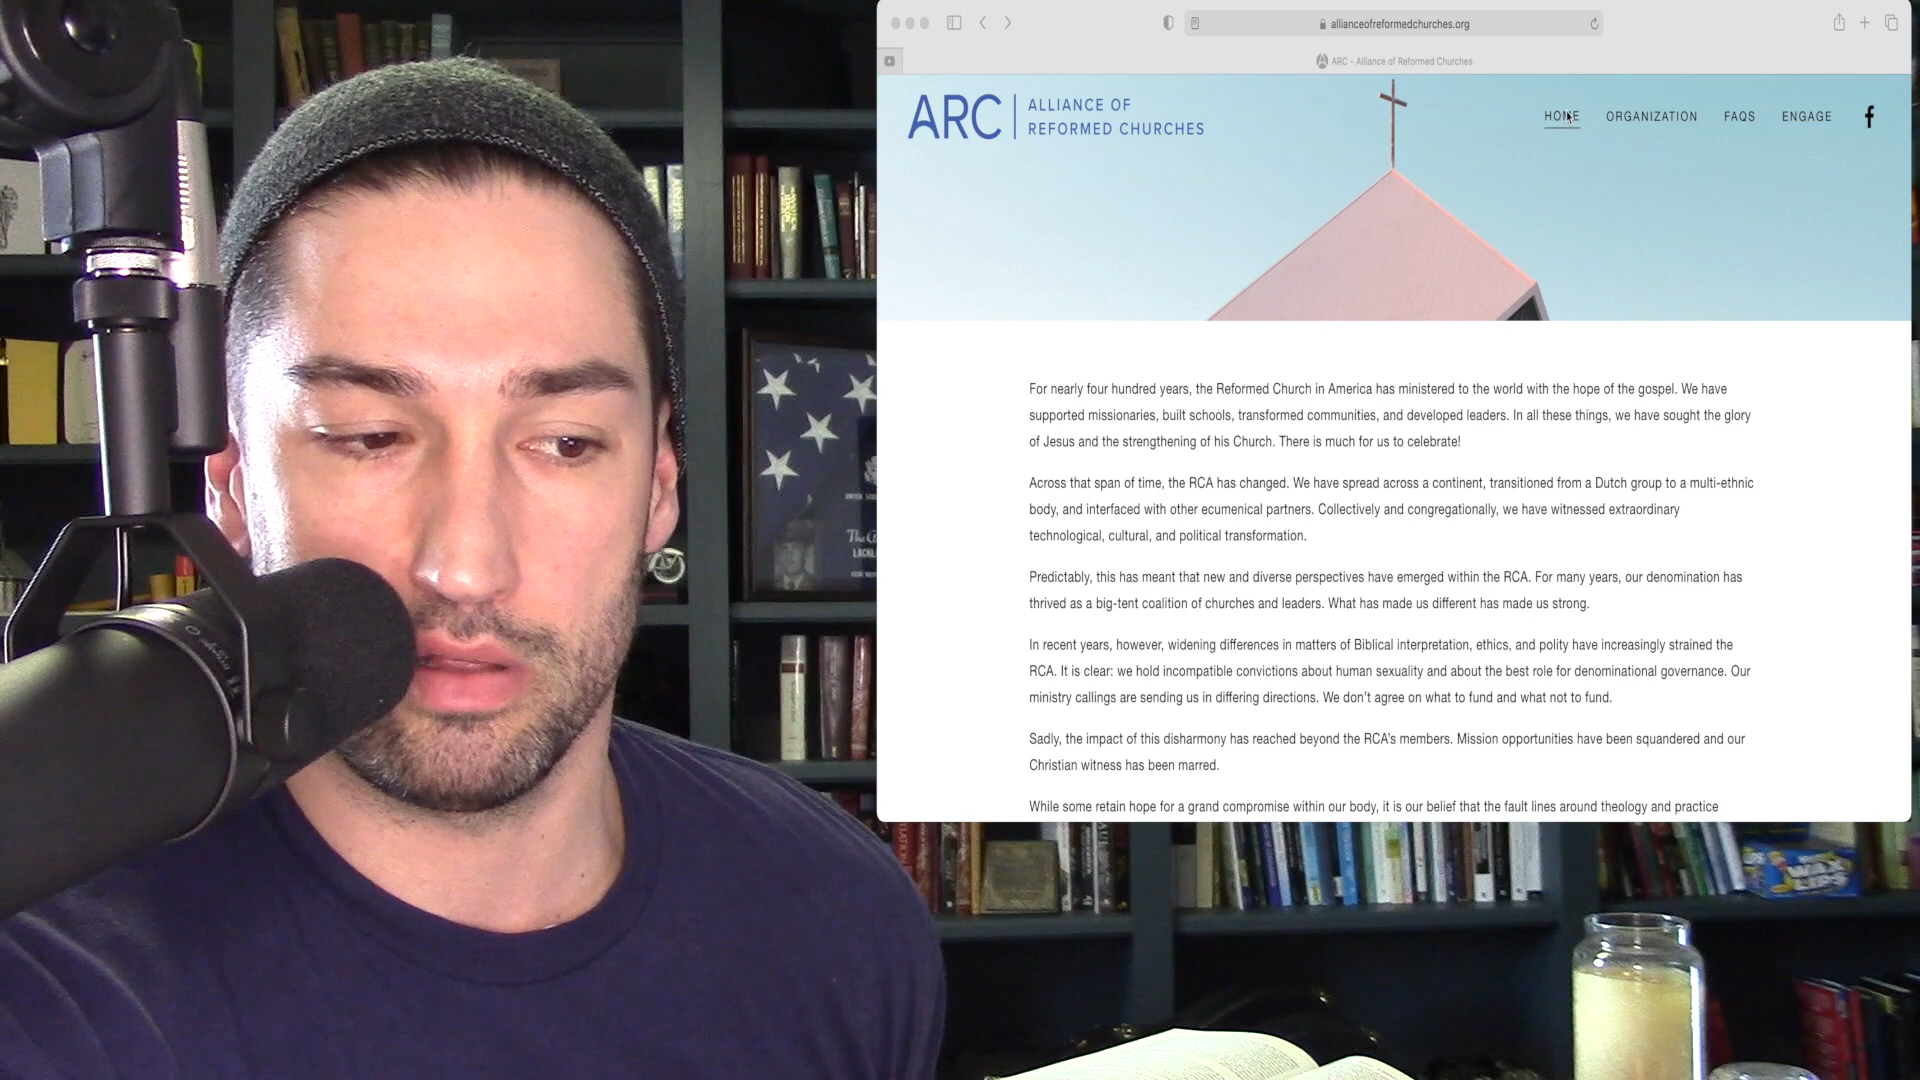 allianceofreformedchurches.org
ARC - Alliance of Reformed Churches
ARC
ALLIANCE OF
REFORMED CHURCHES
HOME
ORGANIZATION
FAQS
ENGAGE
For nearly four hundred years, the Reformed Church in America has ministered to the world with the hope of the gospel. We have
supported missionaries, built schools, transformed communities, and developed leaders. In all these things, we have sought the glory
of Jesus and the strengthening of his Church. There is much for us to celebrate!
Across that span of time, the RCA has changed. We have spread across a continent, transitioned from a Dutch group to a multi-ethnic
body, and interfaced with other ecumenical partners. Collectively and congregationally, we have witnessed extraordinary
technological, cultural, and political transformation.
Predictably, this has meant that new and diverse perspectives have emerged within the RCA. For many years, our denomination has
thrived as a big-tent coalition of churches and leaders. What has made us different has made us strong.
In recent years, however, widening differences in matters of Biblical interpretation, ethics, and polity have increasingly strained the
RCA. It is clear: we hold incompatible convictions about human sexuality and about the best role for denominational governance. Our
ministry callings are sending us in differing directions. We don't agree on what to fund and what not to fund.
Sadly, the impact of this disharmony has reached beyond the RCA's members. Mission opportunities have been squandered and our
Christian witness has been marred.
While some retain hope for a grand compromise within our body, it is our belief that the fault lines around theology and practice